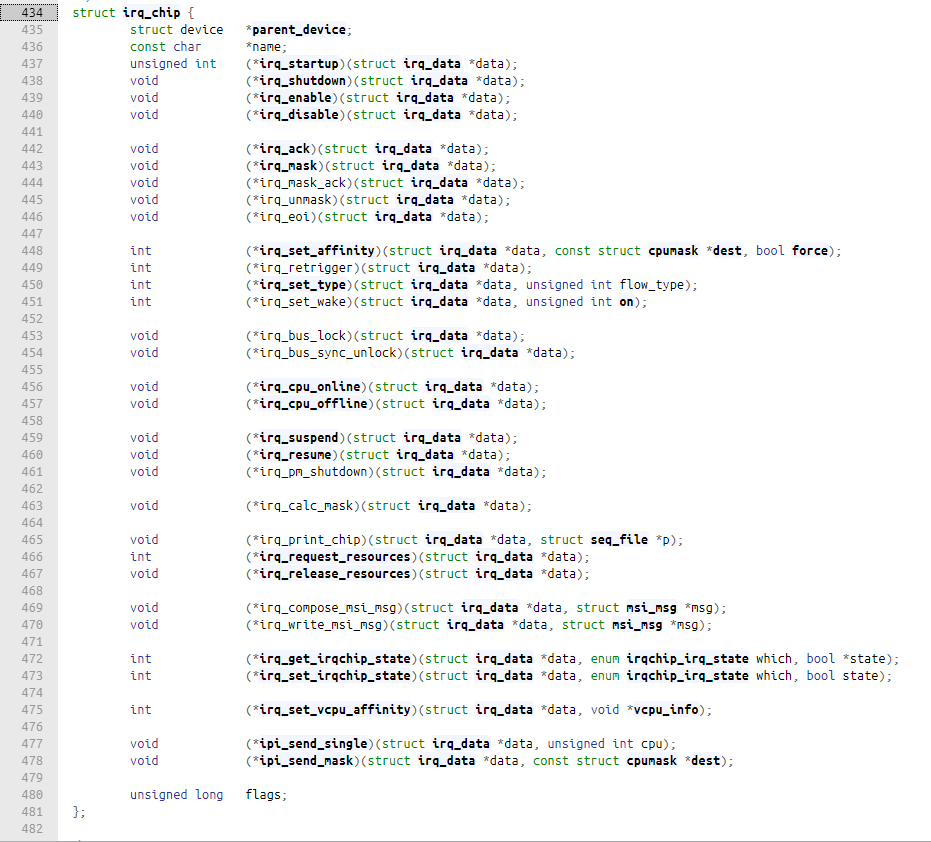 434 struct irq_chip {
435 struct device *parent_device;
436 const char *name;
437 unsigned int (*irq_startup)(struct irq_data *data);
438 void (*irq_shutdown)(struct irq_data *data);
439 void (*irq_enable)(struct irq_data *data);
440 void (*irq_disable)(struct irq_data *data);
441
442 void (*irq_ack)(struct irq_data *data);
443 void (*irq_mask)(struct irq_data *data);
444 void (*irq_mask_ack)(struct irq_data *data);
445 void (*irq_unmask)(struct irq_data *data);
446 void (*irq_eoi)(struct irq_data *data);
447
448 int (*irq_set_affinity)(struct irq_data *data, const struct cpumask *dest, bool force);
449 int (*irq_retrigger)(struct irq_data *data);
450 int (*irq_set_type)(struct irq_data *data, unsigned int flow_type);
451 int (*irq_set_wake)(struct irq_data *data, unsigned int on);
452
453 void (*irq_bus_lock)(struct irq_data *data);
454 void (*irq_bus_sync_unlock)(struct irq_data *data);
455
456 void (*irq_cpu_online)(struct irq_data *data);
457 void (*irq_cpu_offline)(struct irq_data *data);
458
459 void (*irq_suspend)(struct irq_data *data);
460 void (*irq_resume)(struct irq_data *data);
461 void (*irq_pm_shutdown)(struct irq_data *data);
462
463 void (*irq_calc_mask)(struct irq_data *data);
464
465 void (*irq_print_chip)(struct irq_data *data, struct seq_file *p);
466 int (*irq_request_resources)(struct irq_data *data);
467 void (*irq_release_resources)(struct irq_data *data);
468
469 void (*irq_compose_msi_msg)(struct irq_data *data, struct msi_msg *msg);
470 void (*irq_write_msi_msg)(struct irq_data *data, struct msi_msg *msg);
471
472 int (*irq_get_irqchip_state)(struct irq_data *data, enum irqchip_irq_state which, bool *state);
473 int (*irq_set_irqchip_state)(struct irq_data *data, enum irqchip_irq_state which, bool state);
474
475 int (*irq_set_vcpu_affinity)(struct irq_data *data, void *vcpu_info);
476
477 void (*ipi_send_single)(struct irq_data *data, unsigned int cpu);
478 void (*ipi_send_mask)(struct irq_data *data, const struct cpumask *dest);
479
480 unsigned long flags;
481 };
482